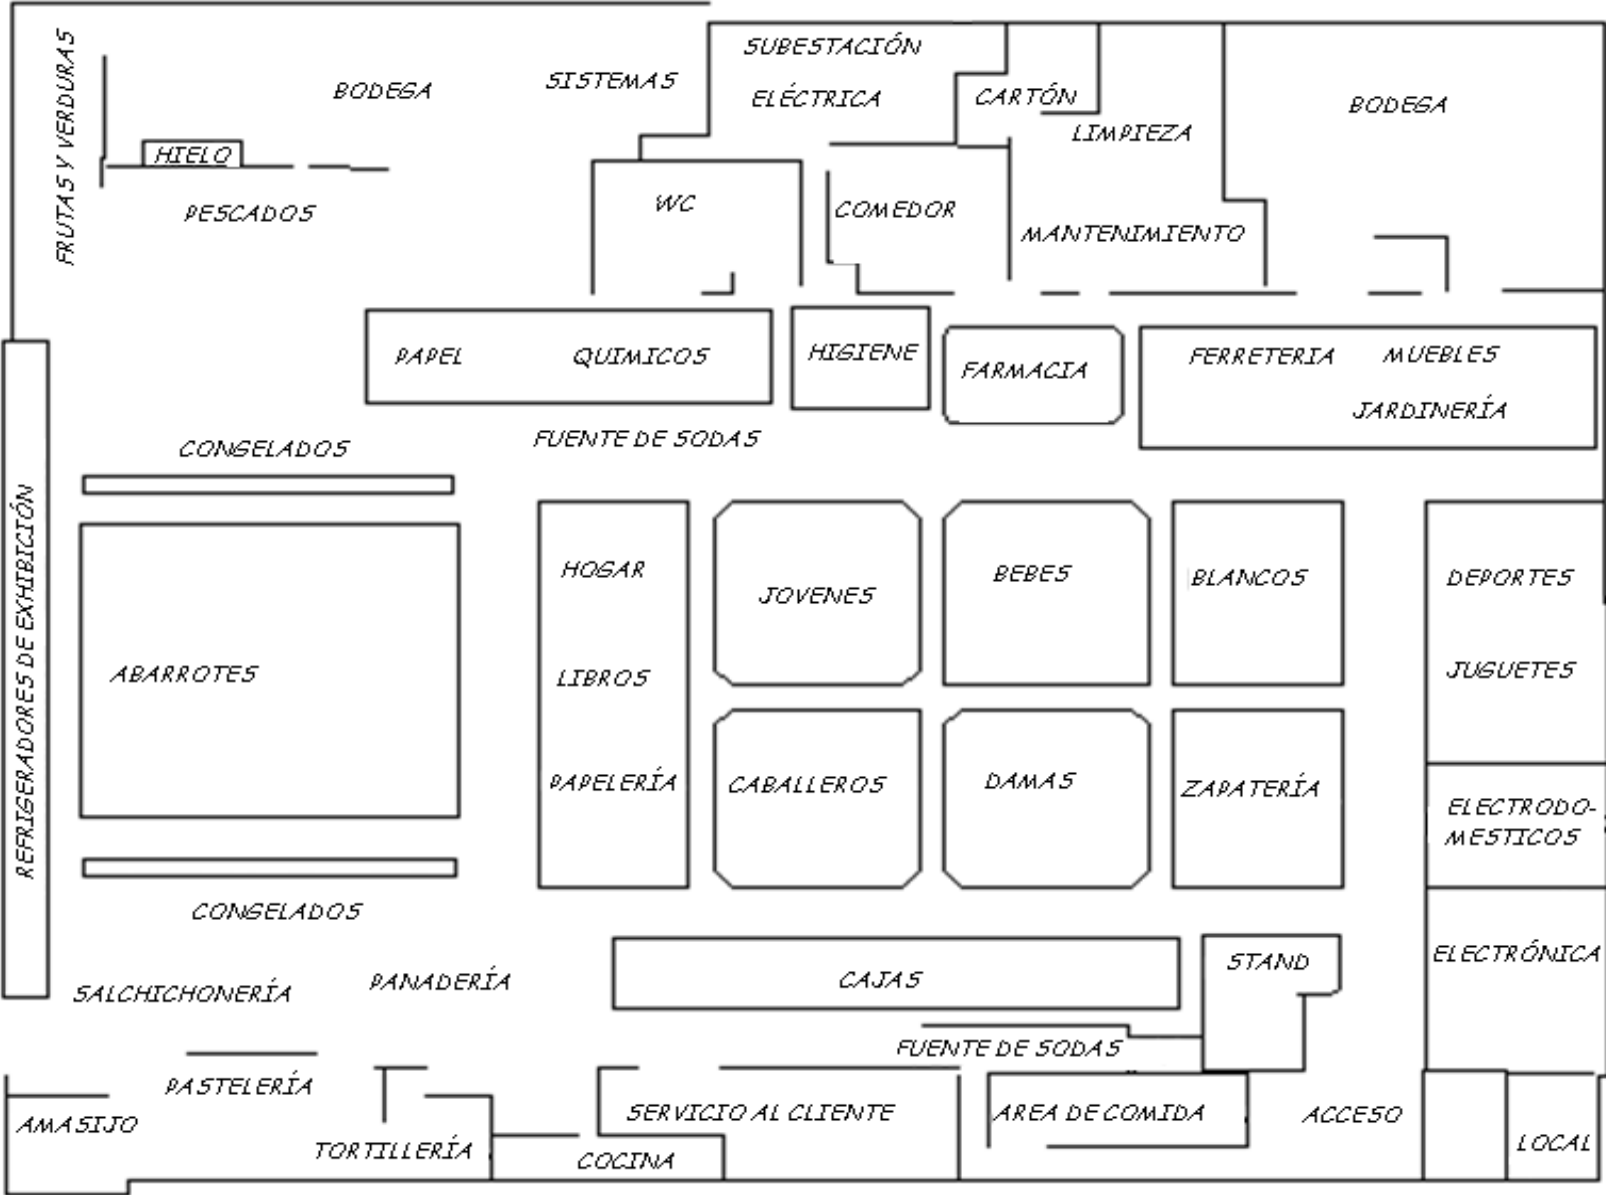 FRUTAS Y VERDURAS
BODEGA
SISTEMAS
SUBESTACIÓN
ELÉCTRICA
CARTÓN
LIMPIEZA
BODEGA
HIELO
PESCADOS
WC
COMEDOR
MANTENIMIENTO
PAPEL
QUIMICOS
HIGIENE
FARMACIA
FERRETERIA
MUEBLES
JARDINERÍA
CONGELADOS
FUENTE DE SODAS
REFRIGERADORES DE EXHIBICIÓN
ABARROTES
HOGAR
LIBROS
PAPELERÍA
JOVENES
BEBES
BLANCOS
DEPORTES
JUGUETES
CABALLEROS
DAMAS
ZAPATERÍA
ELECTRODO-
MESTICOS
CONGELADOS
SALCHICHONERÍA
PANADERÍA
CAJAS
STAND
ELECTRÓNICA
FUENTE DE SODAS
PASTELERÍA
AMASIJO
TORTILLERÍA
SERVICIO AL CLIENTE
COCINA
AREA DE COMIDA
ACCESO
LOCAL